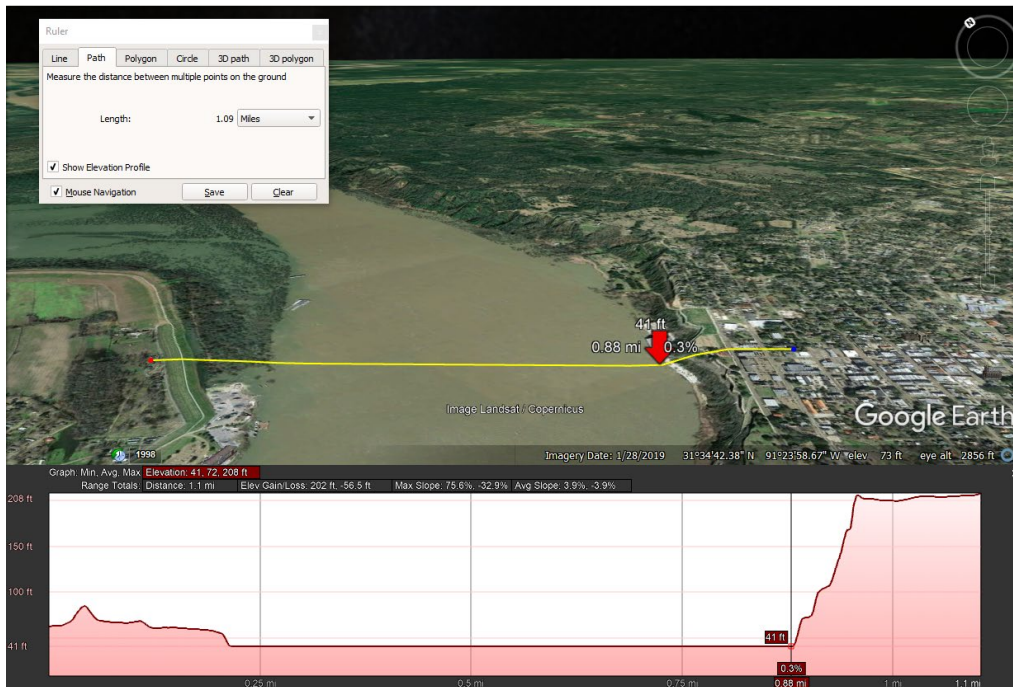 Ruler
Line Path Polygon Circle 3D path 3D polygon
Measure the distance between multiple points on the ground
Length: 1.09 Miles
Show Elevation Profile
Mouse Navigation Save Clear
N
41 ft
0.88 mi 0.3%
Image Landsat / Copernicus
Google Earth
1998
Imagery Date: 1/28/2019 31°34'42.38" N 91°23'58.67" W elev 73 ft eye alt 2856 ft
Graph: Min, Avg, Max Elevation: 41, 72, 208 ft
Range Totals: Distance: 1.1 mi Elev Gain/Loss: 202 ft, -56.5 ft Max Slope: 75.6%, -32.9% Avg Slope: 3.9%, -3.9%
208 ft
150 ft
100 ft
41 ft
41 ft
0.3%
0.25 mi 0.5 mi 0.75 mi 0.88 mi 1 mi 1.1 mi